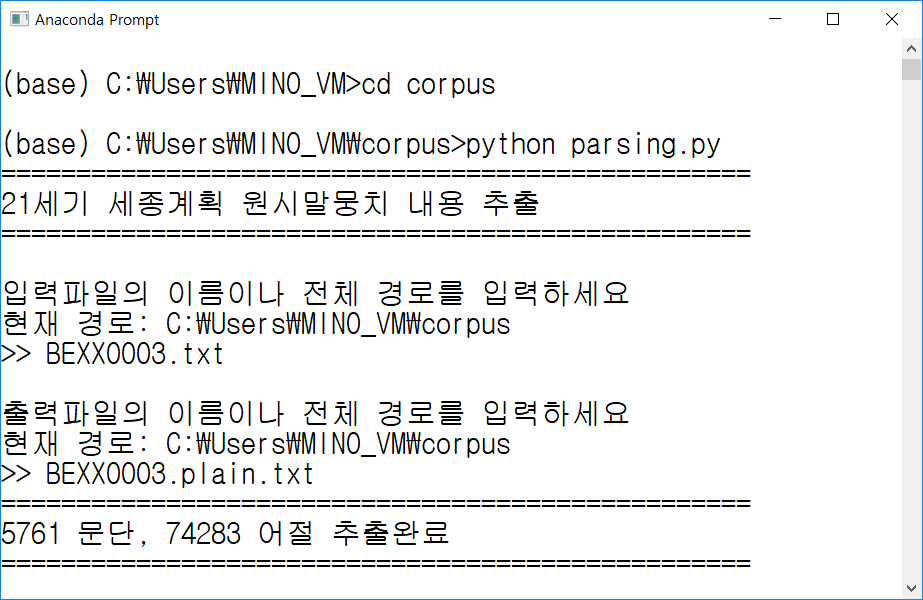 Anaconda Prompt
(base) C:₩Users₩MINO_VM>cd corpus
(base) C:₩Users₩MINO_VM₩corpus>python parsing.py
==================================================
21세기 세종계획 원시말뭉치 내용 추출
==================================================
입력파일의 이름이나 전체 경로를 입력하세요
현재 경로: C:₩Users₩MINO_VM₩corpus
>> BEXX0003.txt
출력파일의 이름이나 전체 경로를 입력하세요
현재 경로: C:₩Users₩MINO_VM₩corpus
>> BEXX0003.plain.txt
==================================================
5761 문단, 74283 어절 추출완료
==================================================